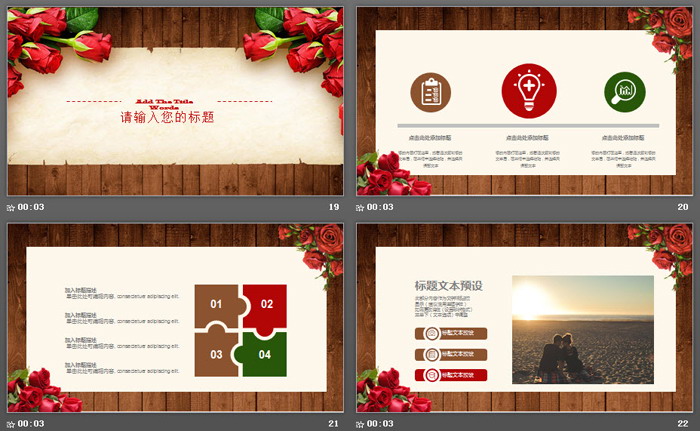 Add The Title
Words
请输入您的标题
00:03
19
点击此处添加标题
点击此处添加标题
点击此处添加标题
00:03
20
加入标题描述
单击此处可编辑内容, consectetuer adipiscing elit.
加入标题描述
单击此处可编辑内容, consectetuer adipiscing elit.
加入标题描述
单击此处可编辑内容, consectetuer adipiscing elit.
加入标题描述
单击此处可编辑内容, consectetuer adipiscing elit.
01
02
03
04
00:03
21
标题文本预设
标题文本预设
标题文本预设
标题文本预设
00:03
22